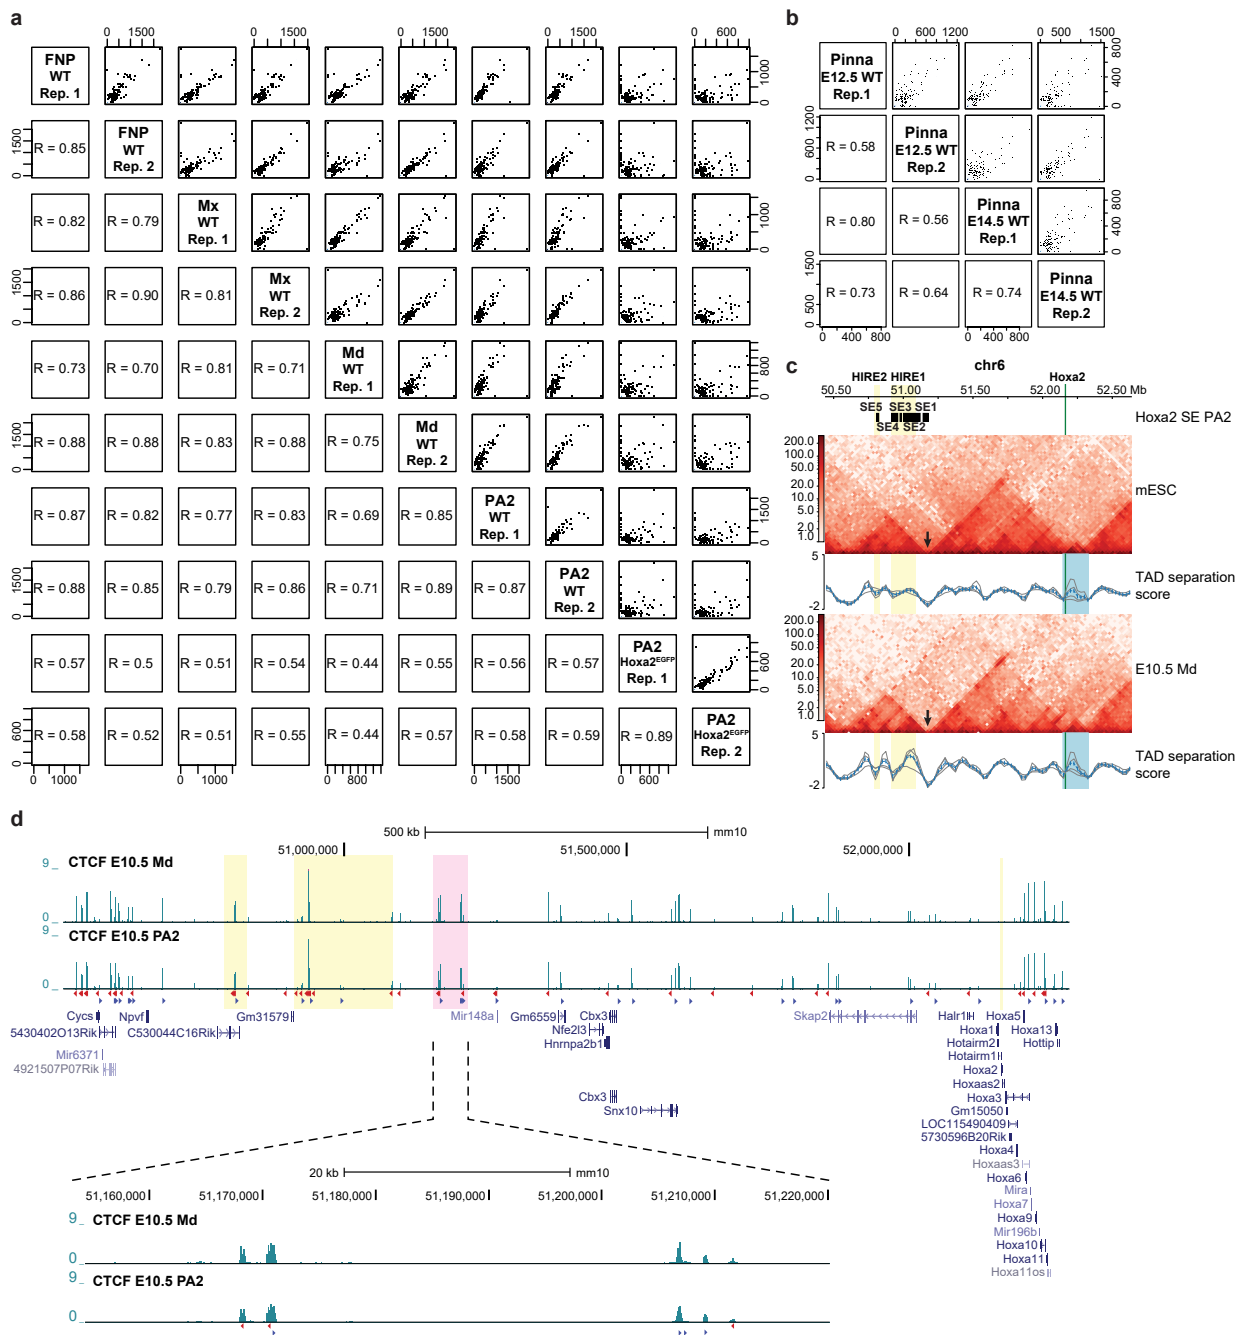 a
0 1500 0 1500 0 1500 0 1500 0 600
FNP WT Rep. 1
0 1000
0 1500
R = 0.85
FNP WT Rep. 2
R = 0.82
R = 0.79
Mx WT Rep. 1
0 1000
0 1500
R = 0.86
R = 0.90
R = 0.81
Mx WT Rep. 2
R = 0.73
R = 0.70
R = 0.81
R = 0.71
Md WT Rep. 1
0 800
0 1500
R = 0.88
R = 0.88
R = 0.83
R = 0.88
R = 0.75
Md WT Rep. 2
R = 0.87
R = 0.82
R = 0.77
R = 0.83
R = 0.69
R = 0.85
PA2 WT Rep. 1
0 1500
0 1500
R = 0.88
R = 0.85
R = 0.79
R = 0.86
R = 0.71
R = 0.89
R = 0.87
PA2 WT Rep. 2
R = 0.57
R = 0.5
R = 0.51
R = 0.54
R = 0.44
R = 0.55
R = 0.56
R = 0.57
PA2 Hoxa2EGFP Rep. 1
0 600
0 600
R = 0.58
R = 0.52
R = 0.51
R = 0.55
R = 0.44
R = 0.57
R = 0.58
R = 0.59
R = 0.89
PA2 Hoxa2EGFP Rep. 2
0 1000 0 1500 0 800 0 1500 0 600
b
0 600 1200 0 500 1500
Pinna E12.5 WT Rep.1
0 400 800
0 600 1200
R = 0.58
Pinna E12.5 WT Rep.2
R = 0.80
R = 0.56
Pinna E14.5 WT Rep.1
0 400 800
0 500 1500
R = 0.73
R = 0.64
R = 0.74
Pinna E14.5 WT Rep.2
0 400 800 0 400 800
c
chr6
HIRE2 HIRE1 Hoxa2
50.50 51.00 51.50 52.00 52.50 Mb
SE5 SE3 SE1
SE4 SE2
Hoxa2 SE PA2
200.0
100.0
50.0
20.0
10.0
5.0
2.0
1.0
mESC
5
-2
TAD separation score
200.0
100.0
50.0
20.0
10.0
5.0
2.0
1.0
E10.5 Md
5
-2
TAD separation score
d
500 kb mm10
51,000,000 51,500,000 52,000,000
9 CTCF E10.5 Md
0
9 CTCF E10.5 PA2
0
Cycs Npvf Gm31579 Mir148a Gm6559 Cbx3 Skap2 Halr1 Hoxa5
5430402O13Rik C530044C16Rik Nfe2l3 Hoxa1 Hoxa13
Hnrnpa2b1 Hotairm2 Hottip
Mir6371 Hotairm1
4921507P07Rik Hoxa2
Hoxaas2
Cbx3 Hoxa3
Snx10 Gm15050
LOC115490409
5730596B20Rik
Hoxa4
Hoxaas3
Hoxa6
Mira
Hoxa7
Hoxa9
Mir196b
Hoxa10
Hoxa11
Hoxa11os
20 kb mm10
51,160,000 51,170,000 51,180,000 51,190,000 51,200,000 51,210,000 51,220,000
9 CTCF E10.5 Md
0
9 CTCF E10.5 PA2
0